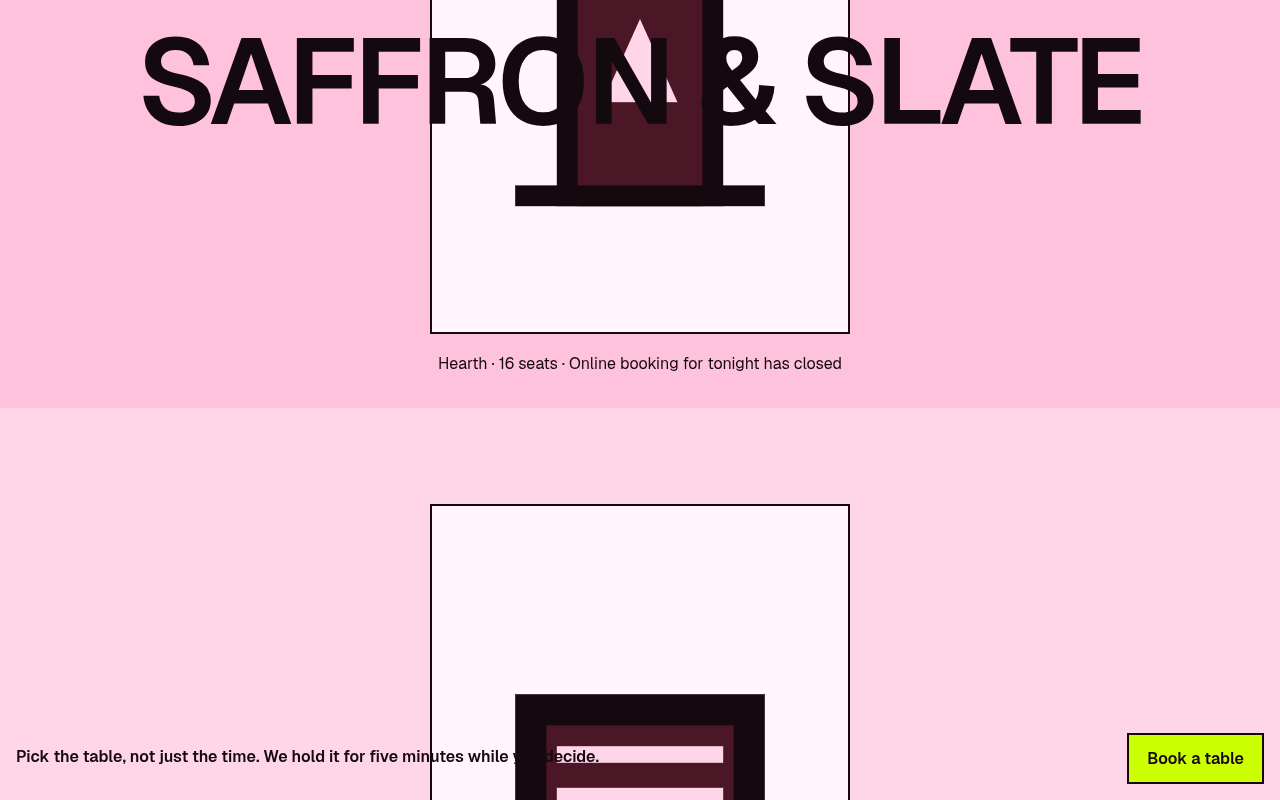 SAFFRON & SLATE
Hearth · 16 seats · Online booking for tonight has closed
Pick the table, not just the time. We hold it for five minutes while you decide.
Book a table